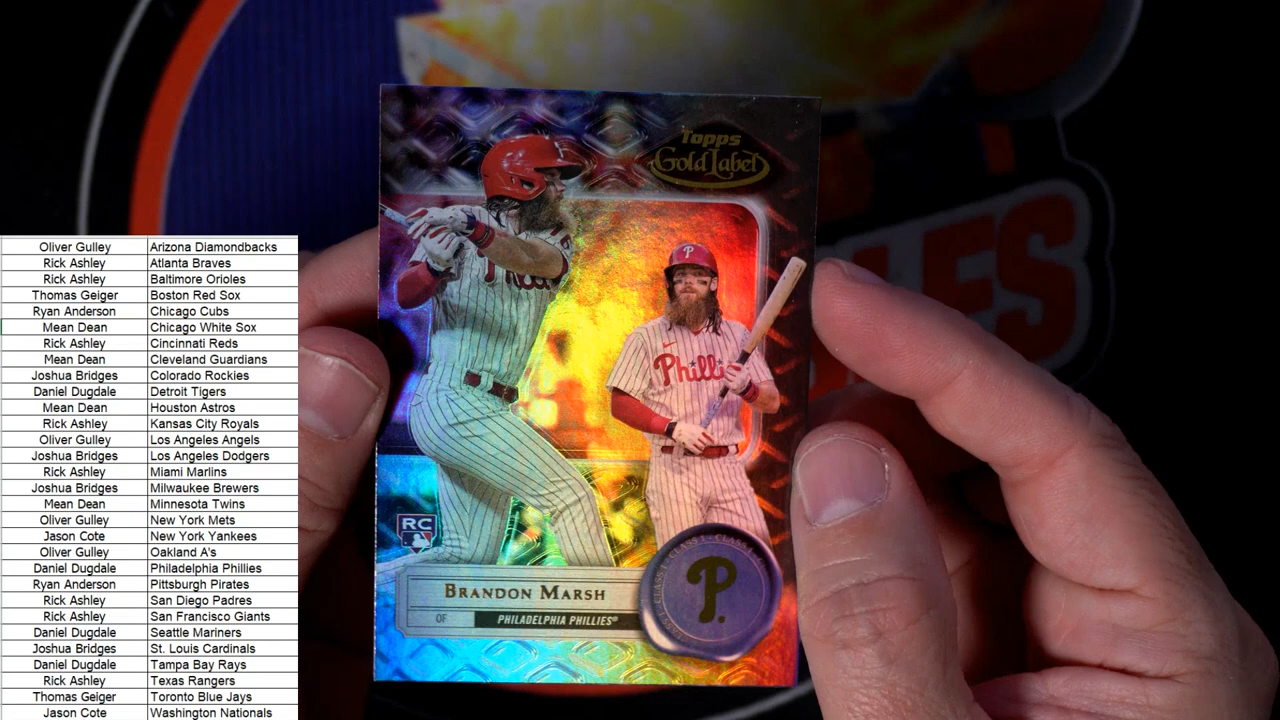 Oliver Gulley Arizona Diamondbacks
Rick Ashley Atlanta Braves
Rick Ashley Baltimore Orioles
Thomas Geiger Boston Red Sox
Ryan Anderson Chicago Cubs
Mean Dean Chicago White Sox
Rick Ashley Cincinnati Reds
Mean Dean Cleveland Guardians
Joshua Bridges Colorado Rockies
Daniel Dugdale Detroit Tigers
Mean Dean Houston Astros
Rick Ashley Kansas City Royals
Oliver Gulley Los Angeles Angels
Joshua Bridges Los Angeles Dodgers
Rick Ashley Miami Marlins
Joshua Bridges Milwaukee Brewers
Mean Dean Minnesota Twins
Oliver Gulley New York Mets
Jason Cote New York Yankees
Oliver Gulley Oakland A's
Daniel Dugdale Philadelphia Phillies
Ryan Anderson Pittsburgh Pirates
Rick Ashley San Diego Padres
Rick Ashley San Francisco Giants
Daniel Dugdale Seattle Mariners
Joshua Bridges St. Louis Cardinals
Daniel Dugdale Tampa Bay Rays
Rick Ashley Texas Rangers
Thomas Geiger Toronto Blue Jays
Jason Cote Washington Nationals
Topps
Gold Label
P
Phillies
RC
CLASS 1 · CLASS 1
P
BRANDON MARSH
OF PHILADELPHIA PHILLIES®